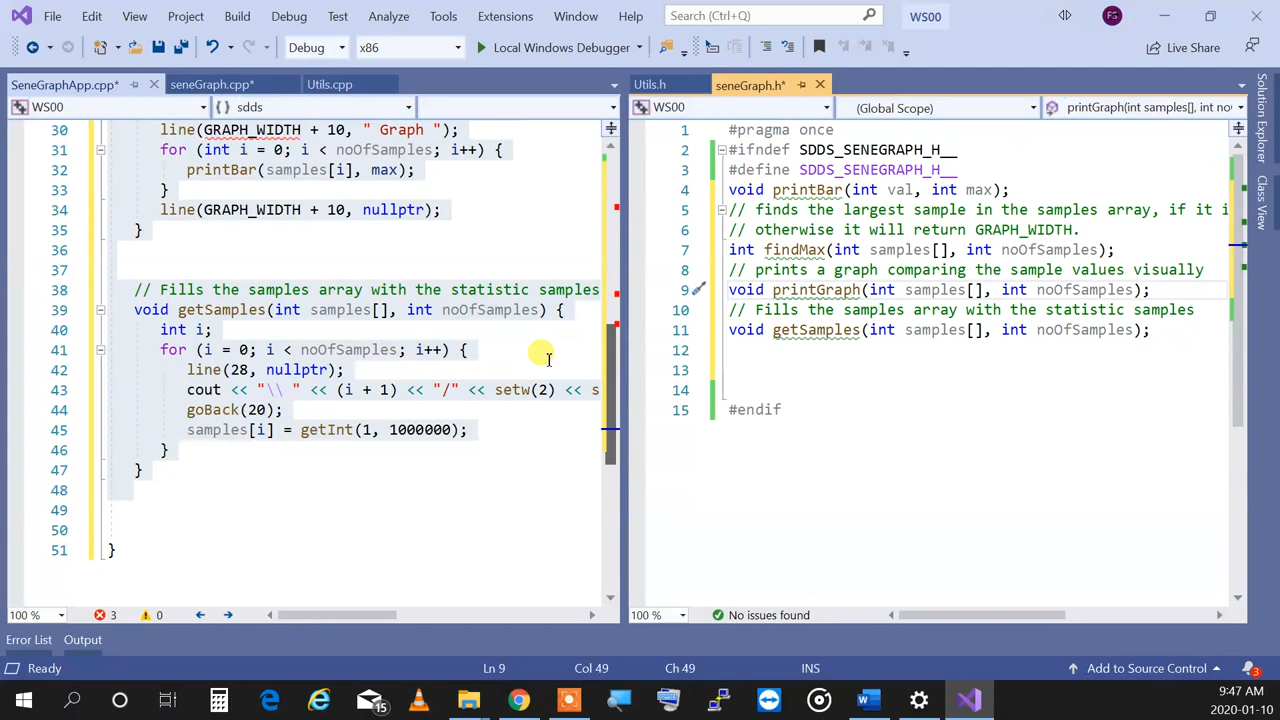 File Edit View Project Build Debug Test Analyze Tools Extensions Window Help Search (Ctrl+Q) WS00 FS
Debug x86 Local Windows Debugger Live Share
SeneGraphApp.cpp* seneGraph.cpp* Utils.cpp Utils.h seneGraph.h*
WS00 sdds WS00 (Global Scope) printGraph(int samples[], int no
30 line(GRAPH_WIDTH + 10, " Graph ");
31 for (int i = 0; i < noOfSamples; i++) {
32 printBar(samples[i], max);
33 }
34 line(GRAPH_WIDTH + 10, nullptr);
35 }
36
37
38 // Fills the samples array with the statistic samples
39 void getSamples(int samples[], int noOfSamples) {
40 int i;
41 for (i = 0; i < noOfSamples; i++) {
42 line(28, nullptr);
43 cout << "\\ " << (i + 1) << "/" << setw(2) << s
44 goBack(20);
45 samples[i] = getInt(1, 1000000);
46 }
47 }
48
49
50
51 }
1 #pragma once
2 #ifndef SDDS_SENEGRAPH_H__
3 #define SDDS_SENEGRAPH_H__
4 void printBar(int val, int max);
5 // finds the largest sample in the samples array, if it i
6 // otherwise it will return GRAPH_WIDTH.
7 int findMax(int samples[], int noOfSamples);
8 // prints a graph comparing the sample values visually
9 void printGraph(int samples[], int noOfSamples);
10 // Fills the samples array with the statistic samples
11 void getSamples(int samples[], int noOfSamples);
12
13
14
15 #endif
Solution Explorer
Class View
100 % 3 0 100 % No issues found
Error List Output
Ready Ln 9 Col 49 Ch 49 INS Add to Source Control 3
15 9:47 AM
2020-01-10